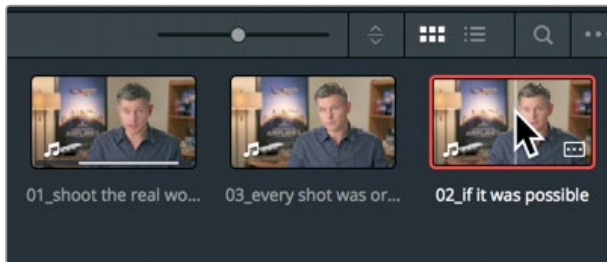 01_shoot the real wo...
03_every shot was or...
02_if it was possible